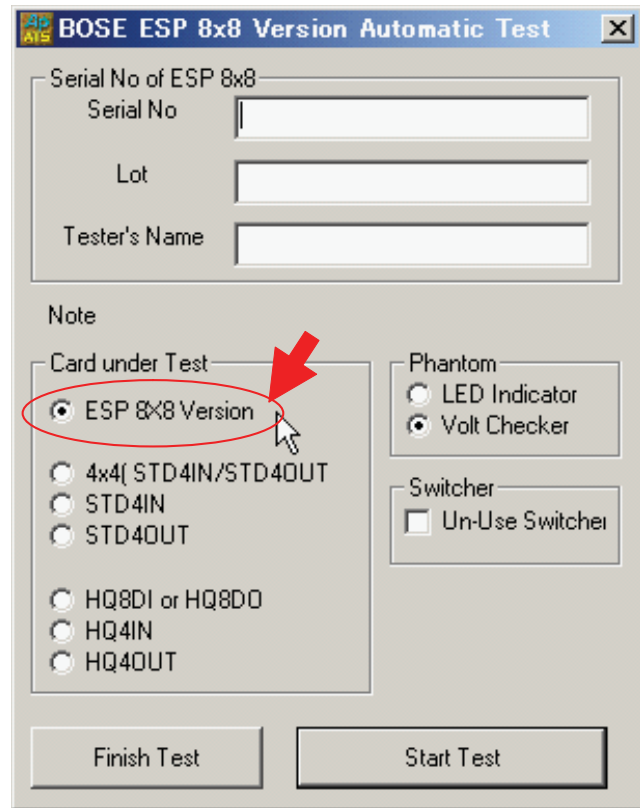 BOSE ESP 8x8 Version Automatic Test
Serial No of ESP 8x8
Serial No
Lot
Tester's Name
Note
Card under Test
ESP 8X8 Version
4x4( STD4IN/STD4OUT
STD4IN
STD4OUT
HQ8DI or HQ8DO
HQ4IN
HQ4OUT
Phantom
LED Indicator
Volt Checker
Switcher
Un-Use Switcher
Finish Test
Start Test